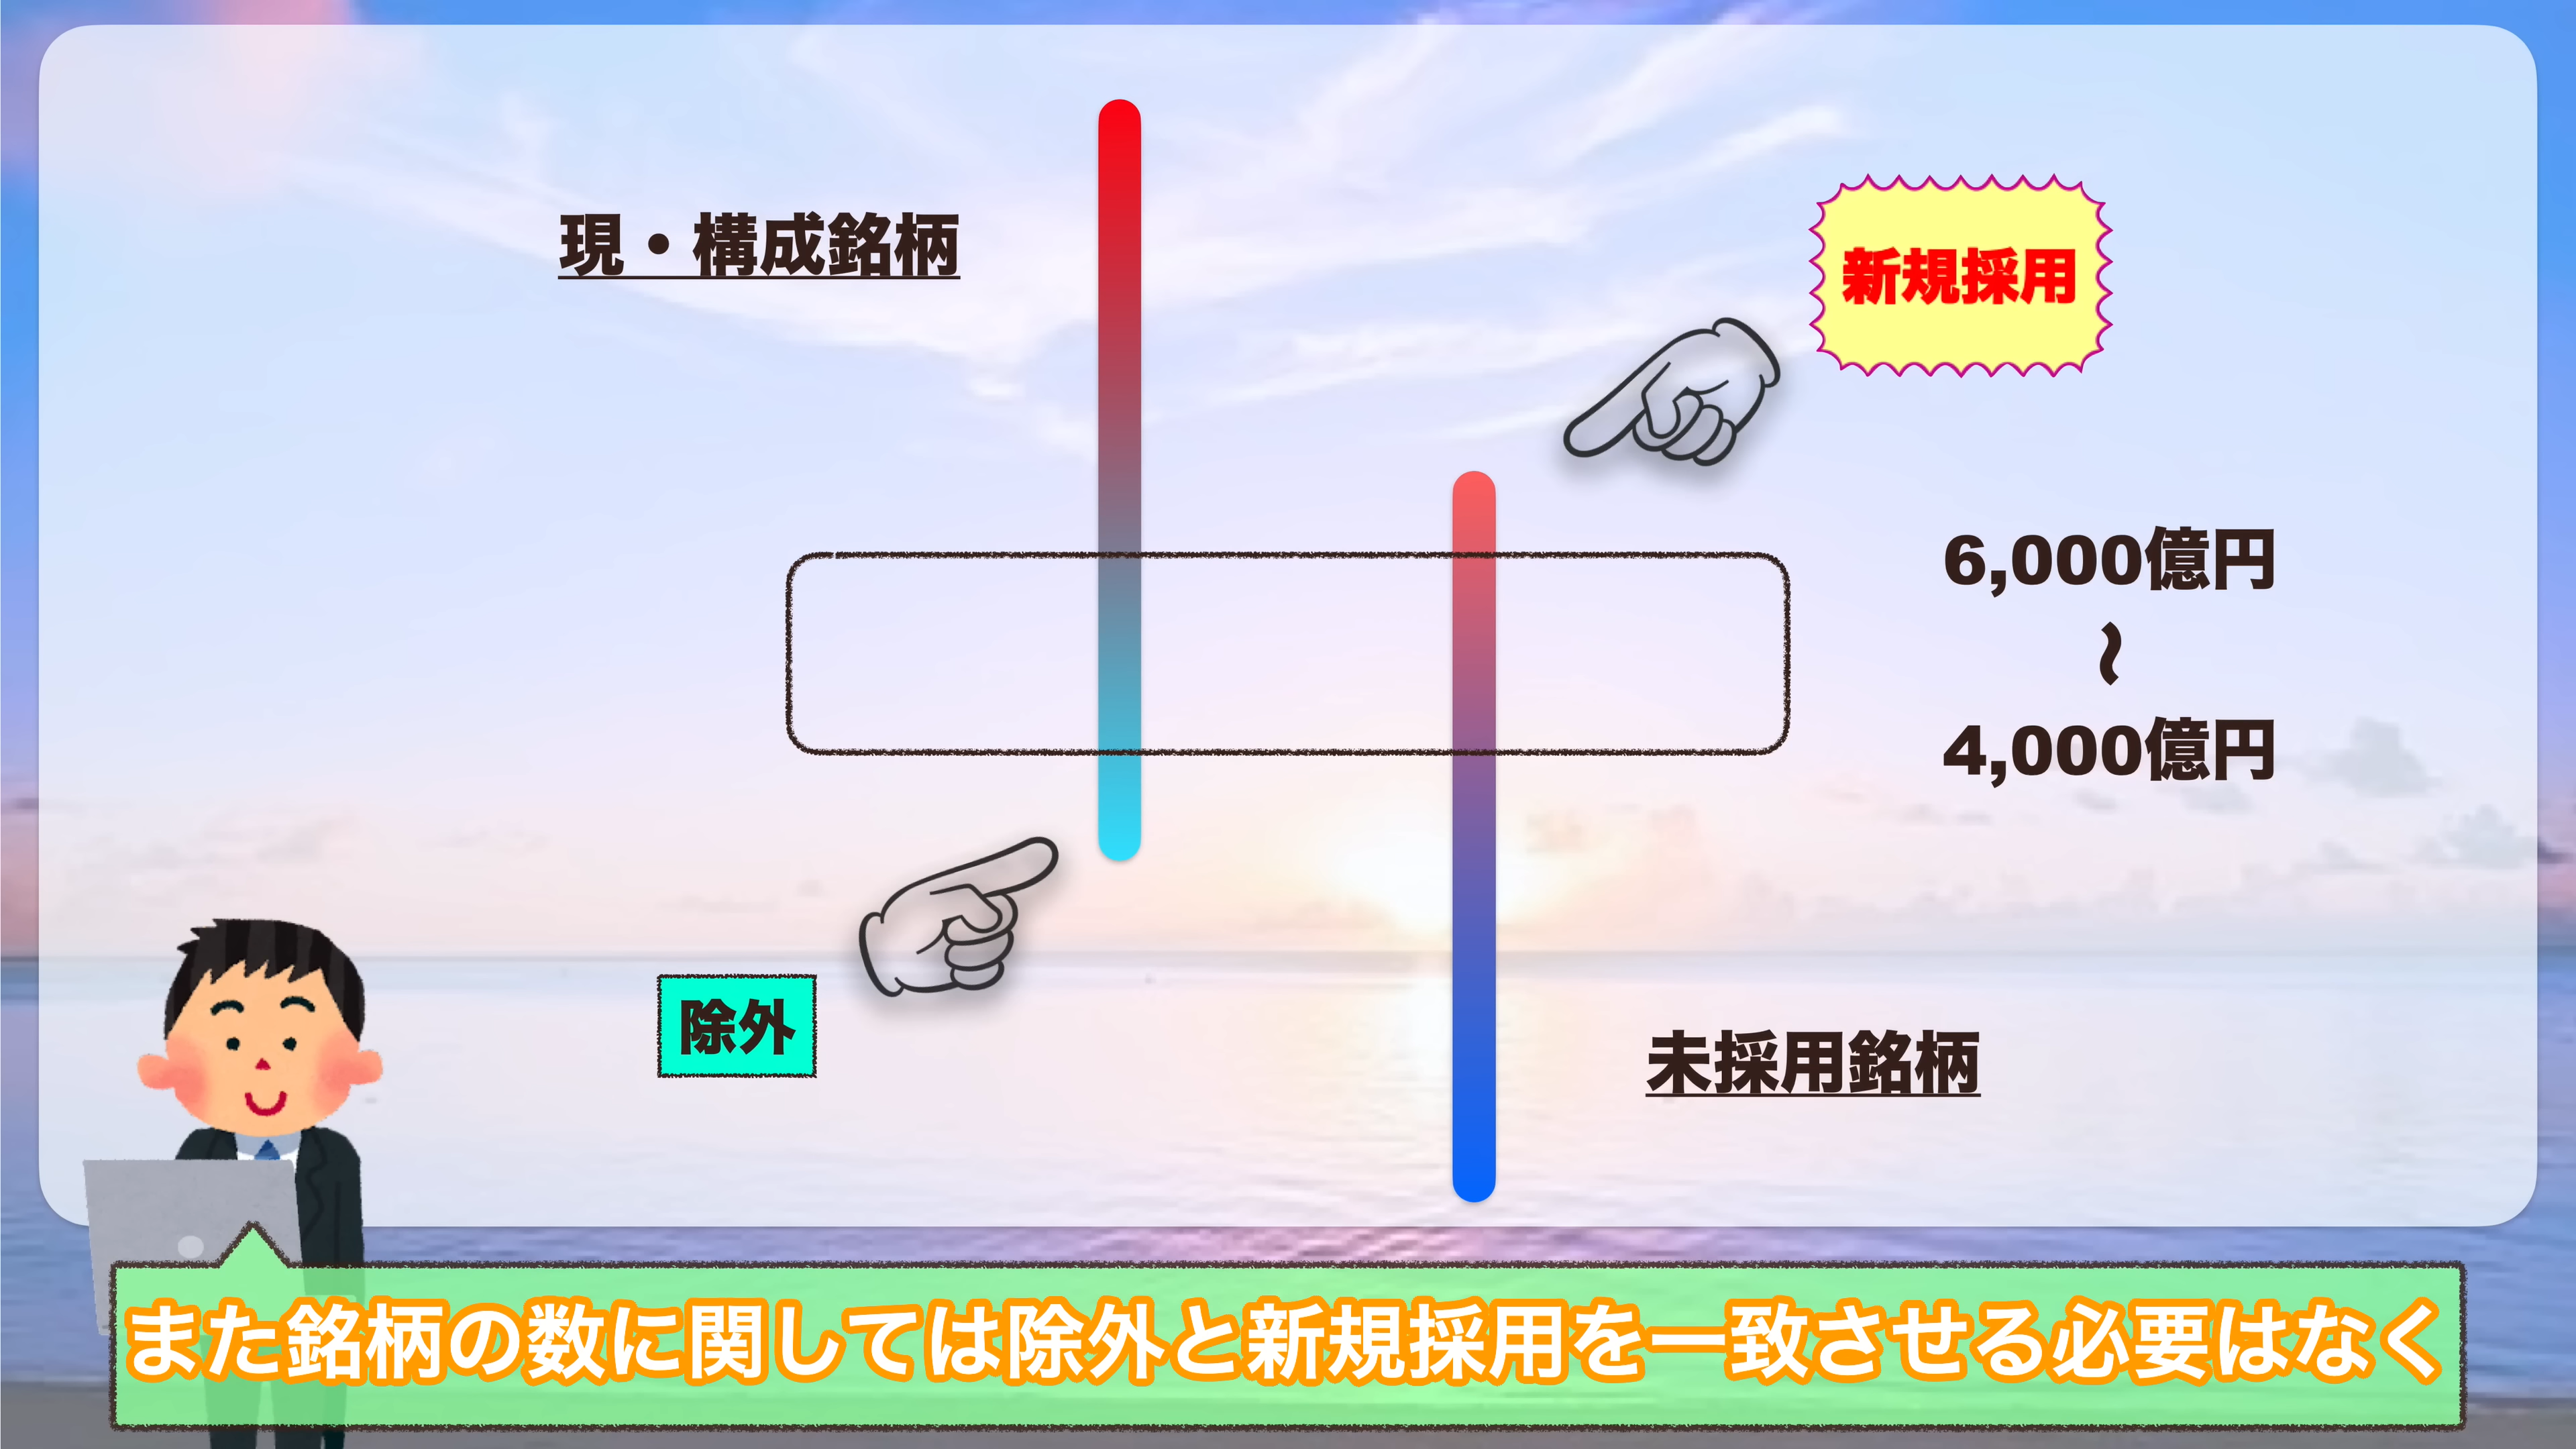 現・構成銘柄
新規採用
6,000億円
〜
4,000億円
除外
未採用銘柄
また銘柄の数に関しては除外と新規採用を一致させる必要はなく